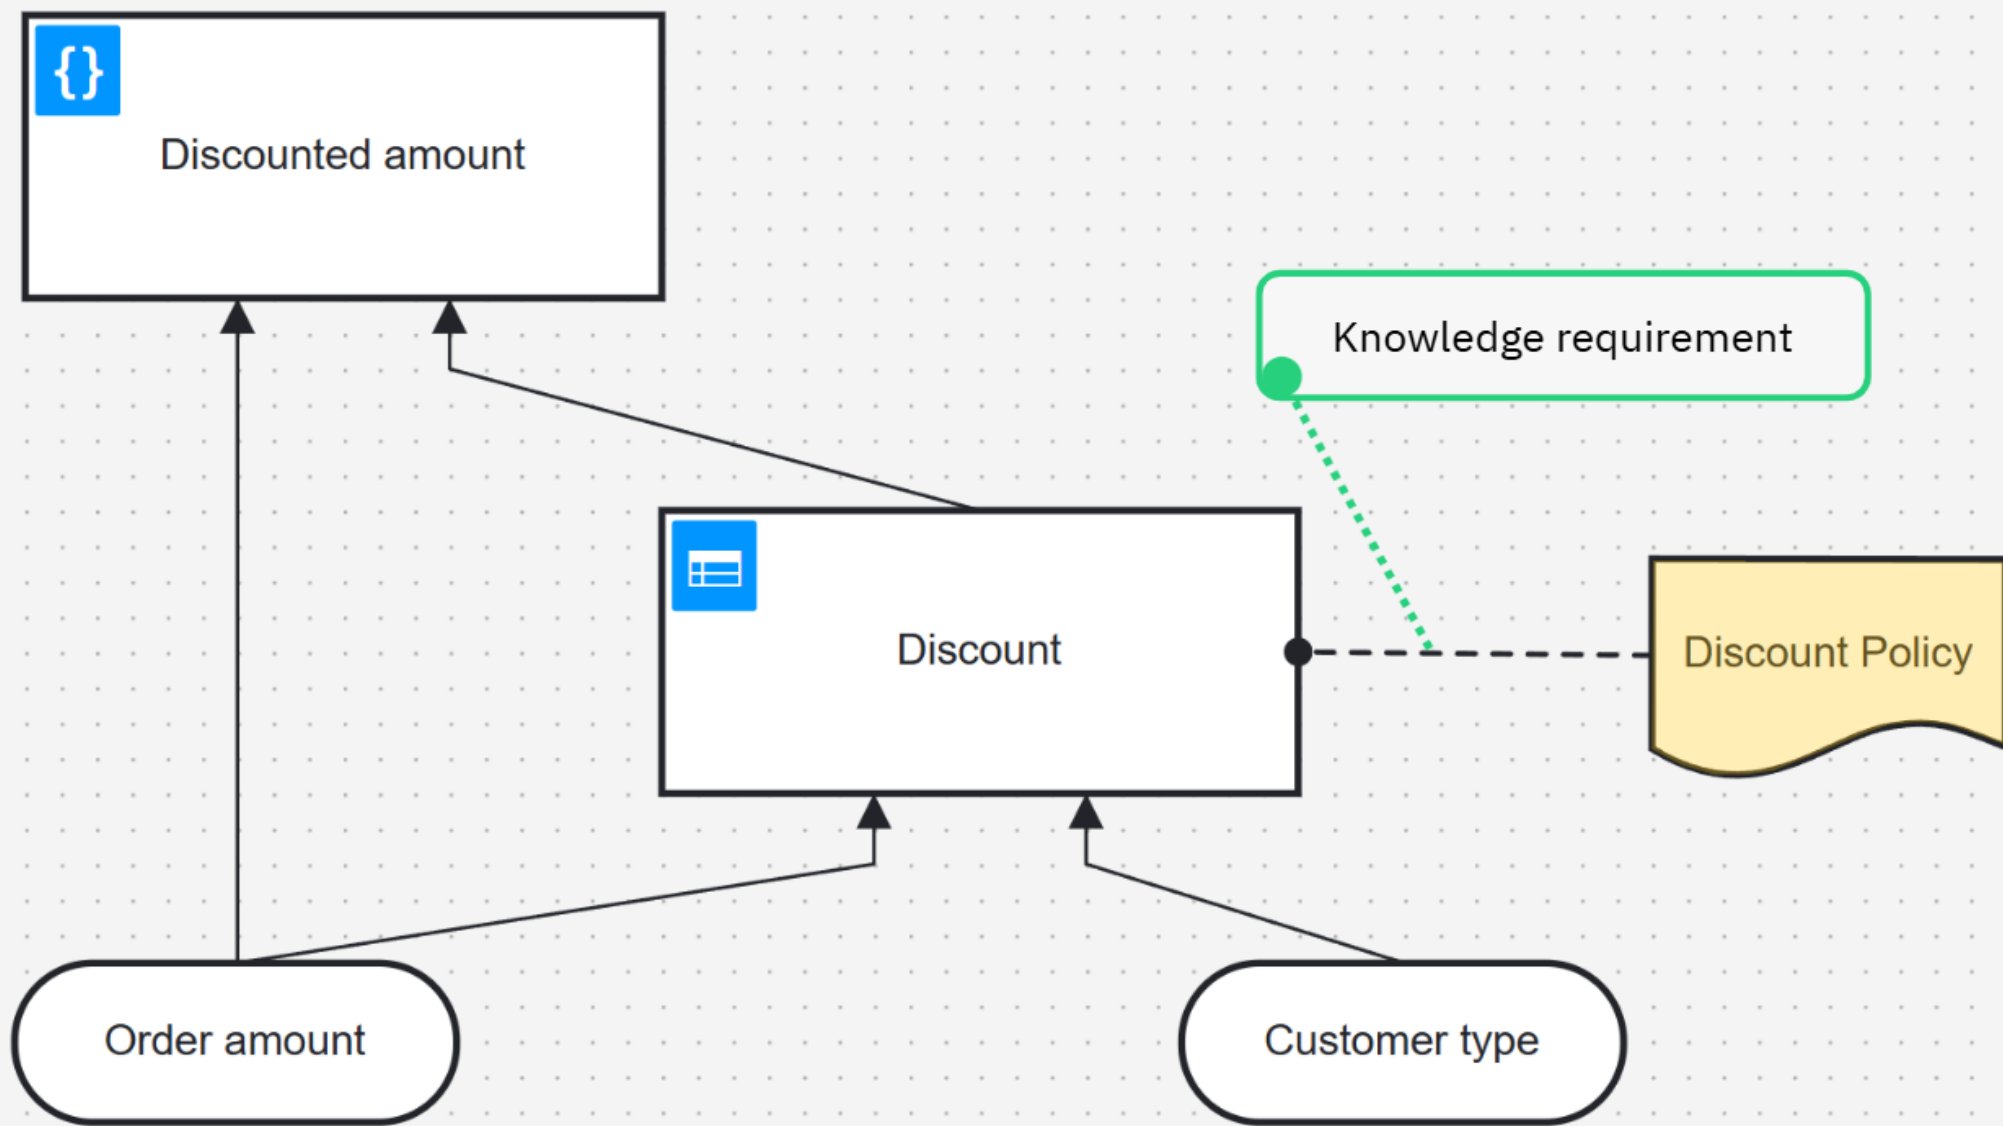 {}
Discounted amount
Knowledge requirement
Discount
Discount Policy
Order amount
Customer type